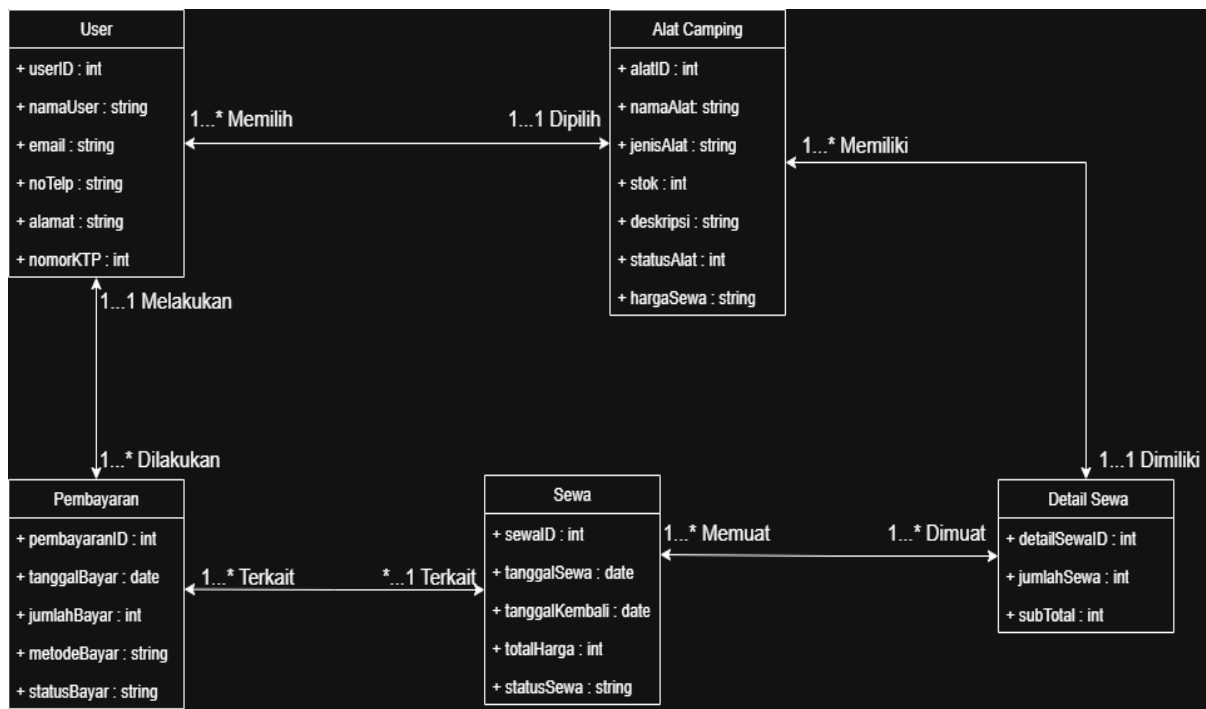 User
+ userID : int
+ namaUser : string
+ email : string
+ noTelp : string
+ alamat : string
+ nomorKTP : int
1...* Memilih
1...1 Dipilih
Alat Camping
+ alatID : int
+ namaAlat: string
+ jenisAlat : string
+ stok : int
+ deskripsi : string
+ statusAlat : int
+ hargaSewa : string
1...* Memiliki
1...1 Dimiliki
1...1 Melakukan
1...* Dilakukan
Pembayaran
+ pembayaranID : int
+ tanggalBayar : date
+ jumlahBayar : int
+ metodeBayar : string
+ statusBayar : string
1...* Terkait
*...1 Terkait
Sewa
+ sewaID : int
+ tanggalSewa : date
+ tanggalKembali : date
+ totalHarga : int
+ statusSewa : string
1...* Memuat
1...* Dimuat
Detail Sewa
+ detailSewaID : int
+ jumlahSewa : int
+ subTotal : int